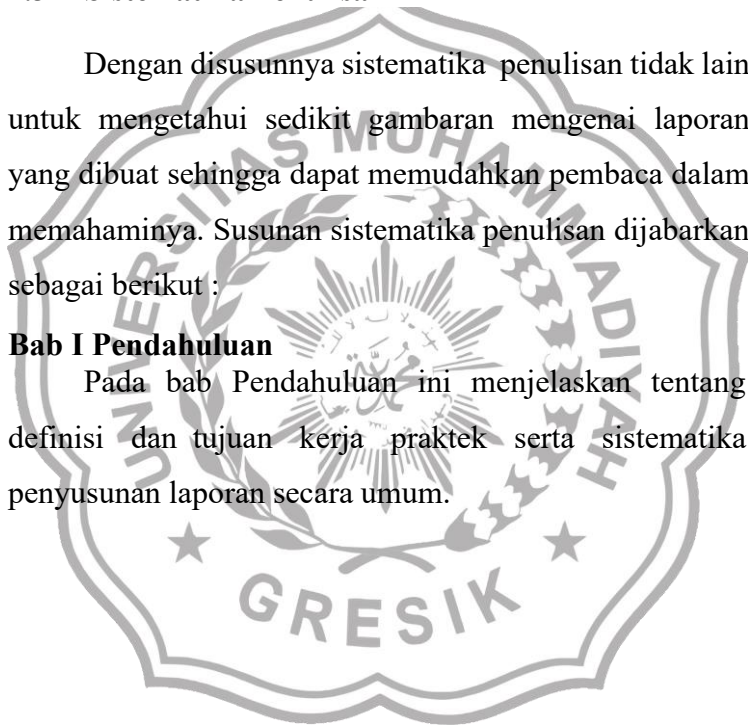 Dengan disusunnya sistematika penulisan tidak lain
untuk mengetahui sedikit gambaran mengenai laporan
yang dibuat sehingga dapat memudahkan pembaca dalam
memahaminya. Susunan sistematika penulisan dijabarkan
sebagai berikut :
Bab I Pendahuluan
Pada bab Pendahuluan ini menjelaskan tentang
definisi dan tujuan kerja praktek serta sistematika
penyusunan laporan secara umum.
UNIVERSITAS MUHAMMADIYAH
GRESIK